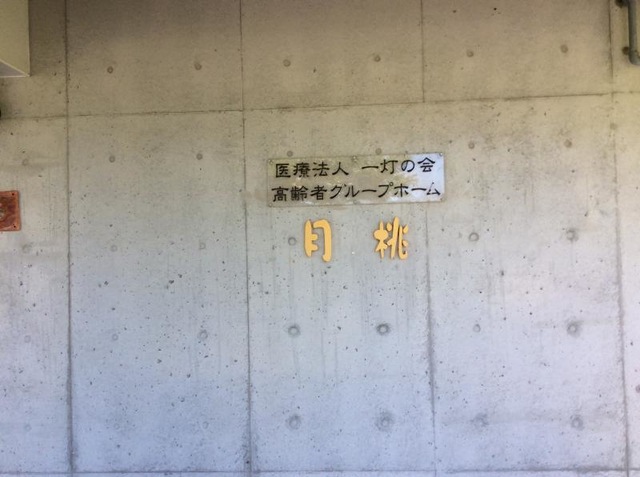 医療法人 一灯の会
高齢者グループホーム
月桃